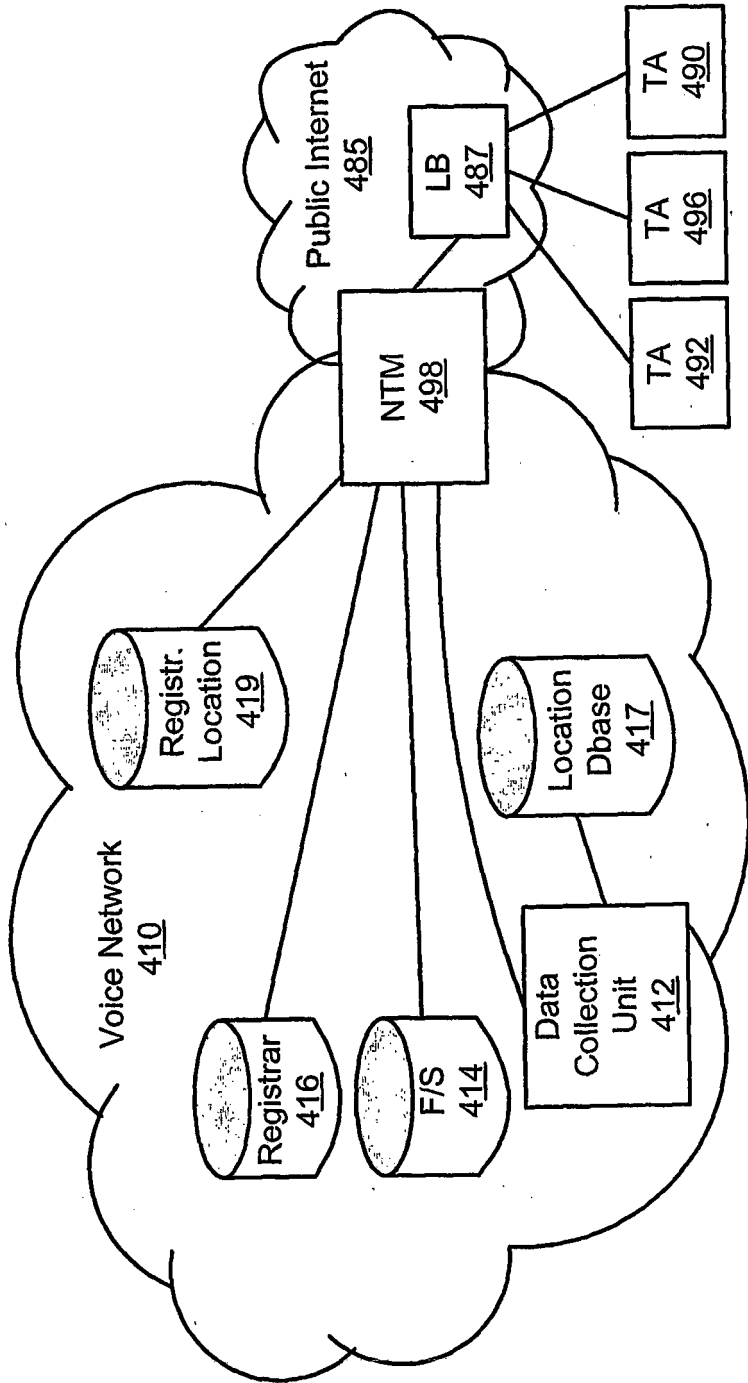 Voice Network
410
Registr.
Location
419
Registrar
416
F/S
414
Data
Collection
Unit
412
Location
Dbase
417
NTM
498
Public Internet
485
LB
487
TA
492
TA
496
TA
490